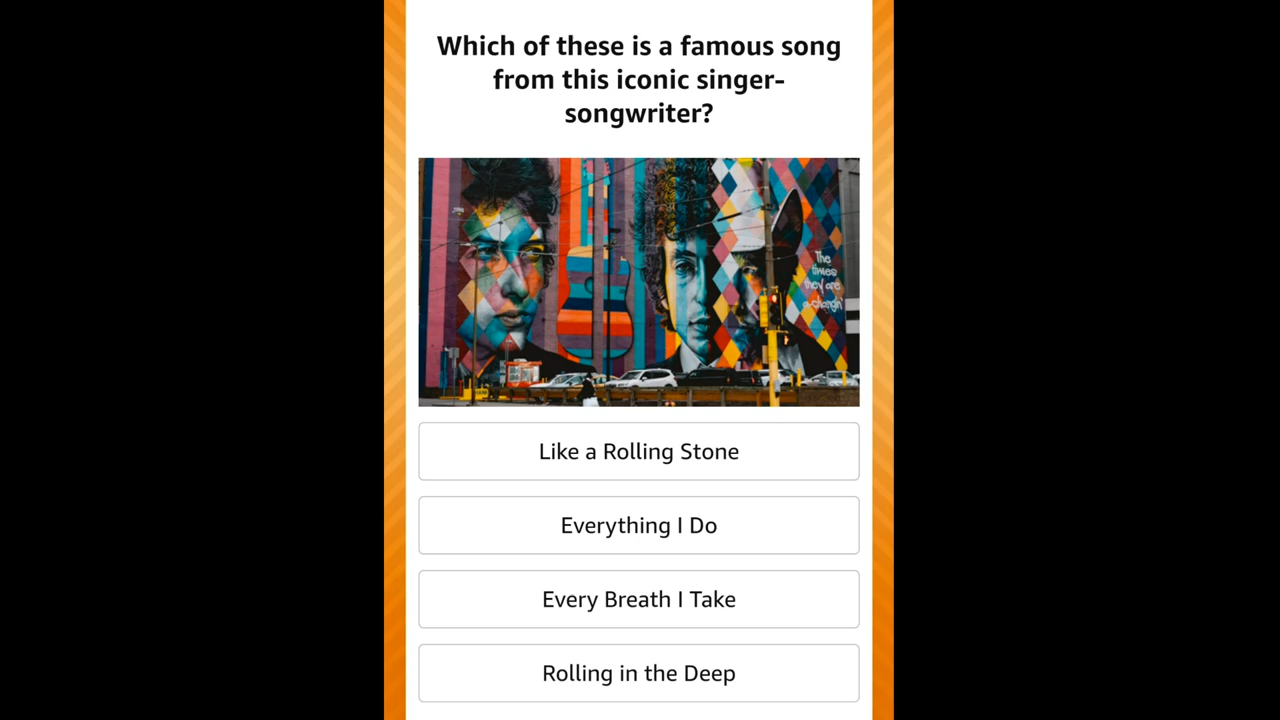 Which of these is a famous song
from this iconic singer-
songwriter?
The
times
they are
a-changin'
Like a Rolling Stone
Everything I Do
Every Breath I Take
Rolling in the Deep